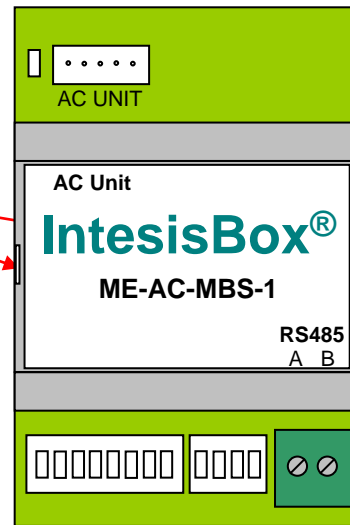 AC UNIT
AC Unit
IntesisBox®
ME-AC-MBS-1
RS485
A B